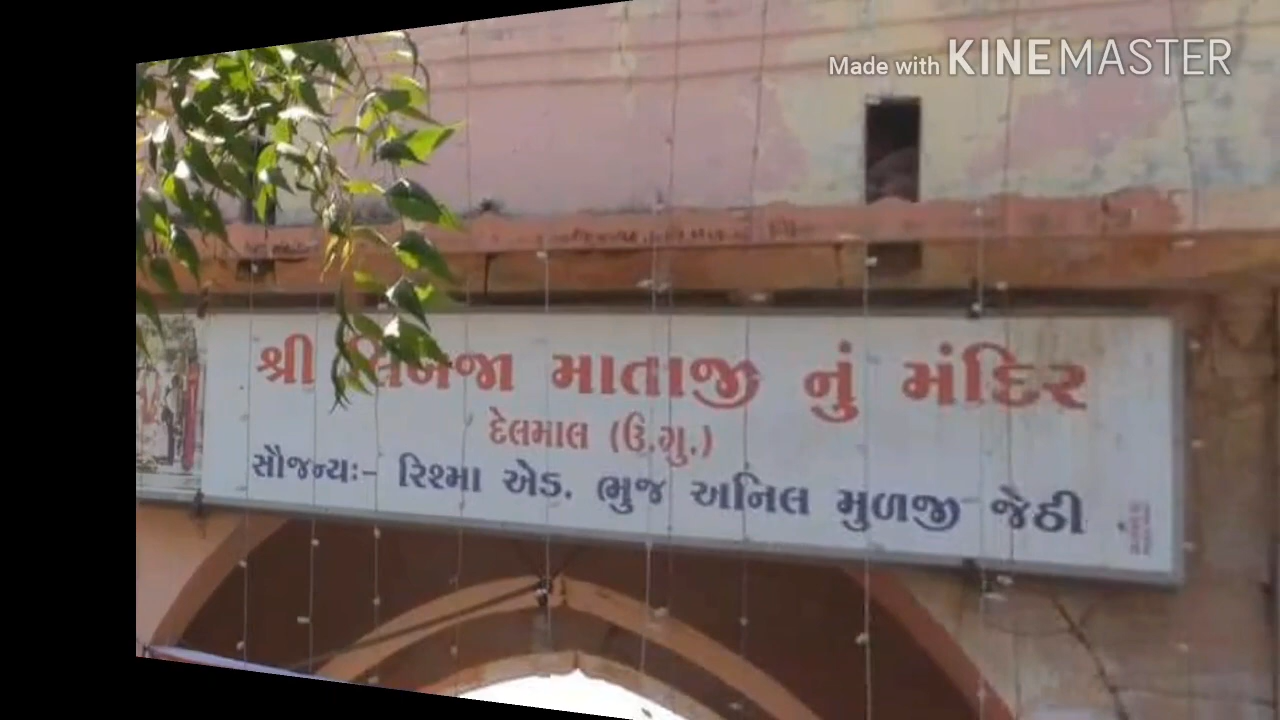 Made with KINEMASTER
શ્રી લિંબજા માતાજી નું મંદિર
દેલમાલ (ઉ.ગુ.)
સૌજન્યઃ- રિશ્મા એડ. ભુજ અનિલ મુળજી જેઠી